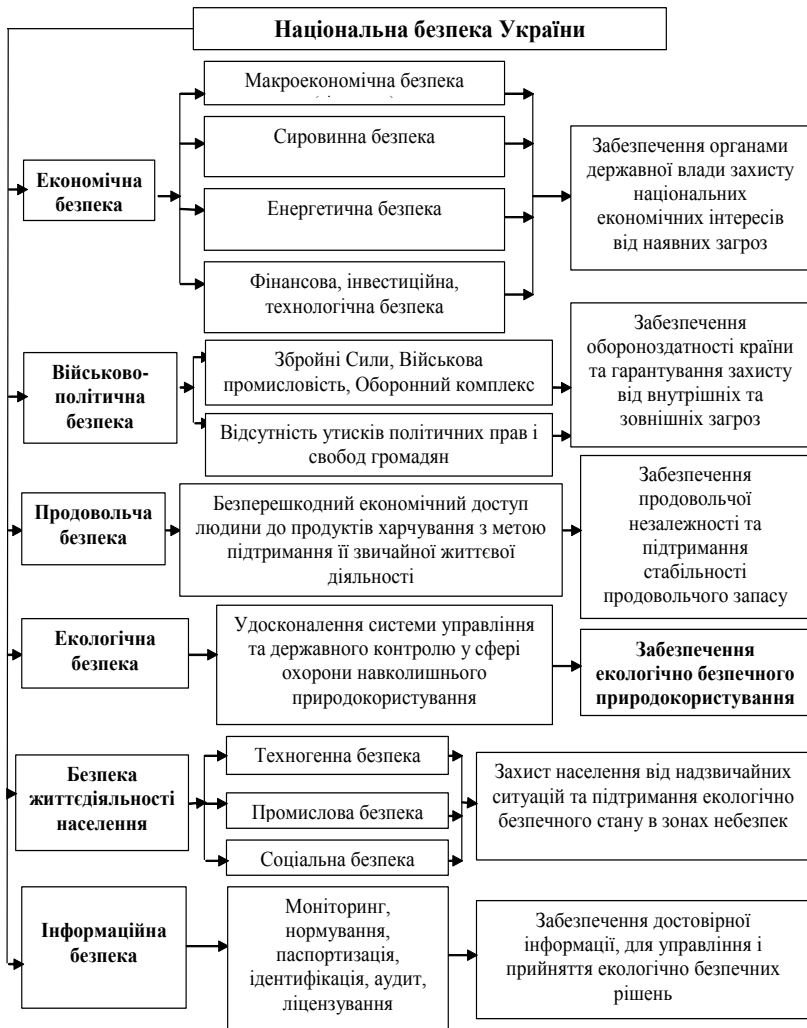 Національна безпека України
Макроекономічна безпека
Сировинна безпека
Економічна
безпека
Енергетична безпека
Фінансова, інвестиційна,
технологічна безпека
Забезпечення органами
державної влади захисту
національних
економічних інтересів
від наявних загроз
Військово-
політична
безпека
Збройні Сили, Військова
промисловість, Оборонний комплекс
Відсутність утисків політичних прав і
свобод громадян
Забезпечення
обороноздатності країни
та гарантування захисту
від внутрішніх та
зовнішніх загроз
Продовольча
безпека
Безперешкодний економічний доступ
людини до продуктів харчування з метою
підтримання її звичайної життєвої
діяльності
Забезпечення
продовольчої
незалежності та
підтримання
стабільності
продовольчого запасу
Екологічна
безпека
Удосконалення системи управління
та державного контролю у сфері
охорони навколишнього
природокористування
Забезпечення
екологічно безпечного
природокористування
Безпека
життєдіяльності
населення
Техногенна безпека
Промислова безпека
Соціальна безпека
Захист населення від надзвичайних
ситуацій та підтримання екологічно
безпечного стану в зонах небезпек
Інформаційна
безпека
Моніторинг,
нормування,
паспортизація,
ідентифікація, аудит,
ліцензування
Забезпечення достовірної
інформації, для управління і
прийняття екологічно безпечних
рішень